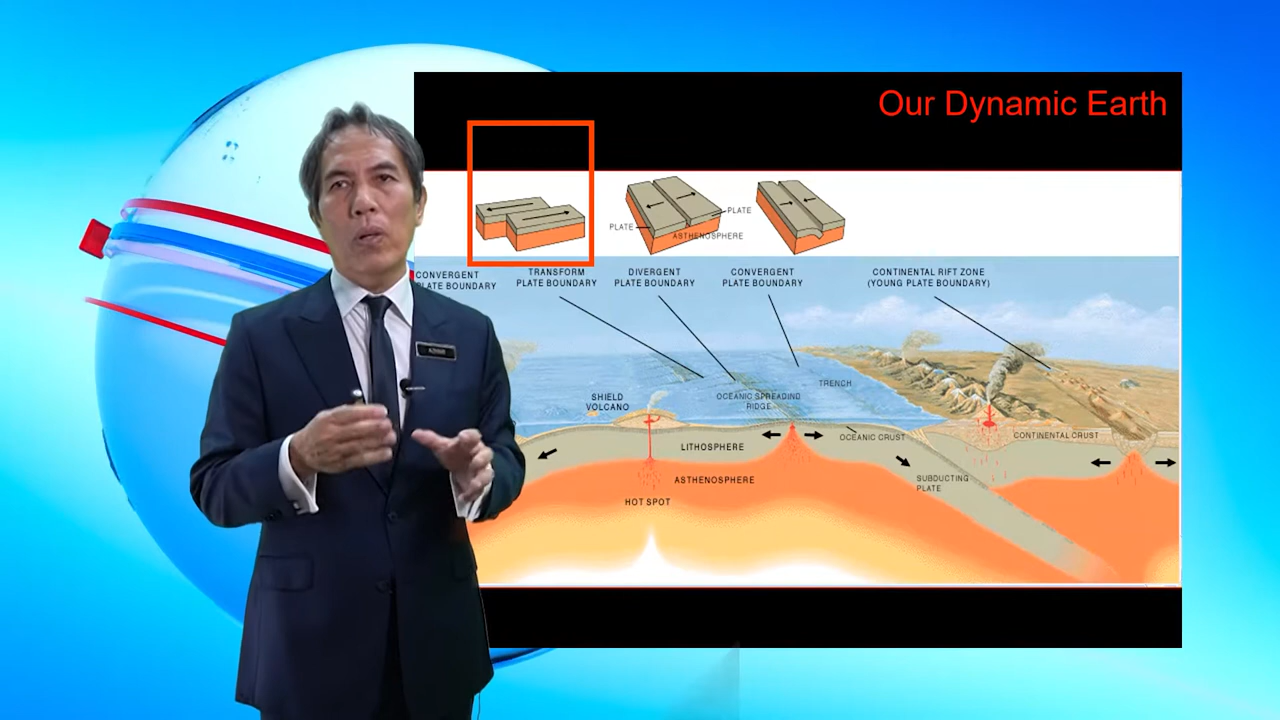 Our Dynamic Earth
PLATE
PLATE
ASTHENOSPHERE
CONVERGENT
PLATE BOUNDARY
TRANSFORM
PLATE BOUNDARY
DIVERGENT
PLATE BOUNDARY
CONVERGENT
PLATE BOUNDARY
CONTINENTAL RIFT ZONE
(YOUNG PLATE BOUNDARY)
TRENCH
SHIELD
VOLCANO
OCEANIC SPREADING
RIDGE
LITHOSPHERE
OCEANIC CRUST
CONTINENTAL CRUST
ASTHENOSPHERE
SUBDUCTING
PLATE
HOT SPOT